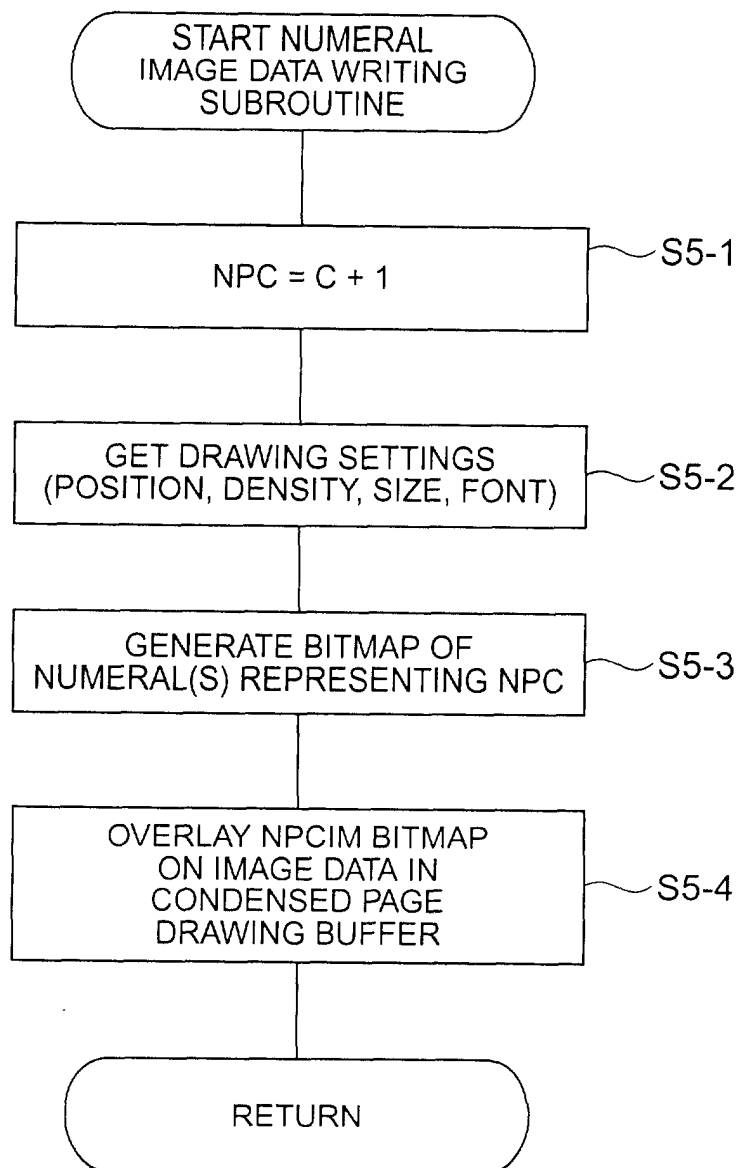 START NUMERAL
IMAGE DATA WRITING
SUBROUTINE
NPC = C + 1
S5-1
GET DRAWING SETTINGS
(POSITION, DENSITY, SIZE, FONT)
S5-2
GENERATE BITMAP OF
NUMERAL(S) REPRESENTING NPC
S5-3
OVERLAY NPCIM BITMAP
ON IMAGE DATA IN
CONDENSED PAGE
DRAWING BUFFER
S5-4
RETURN